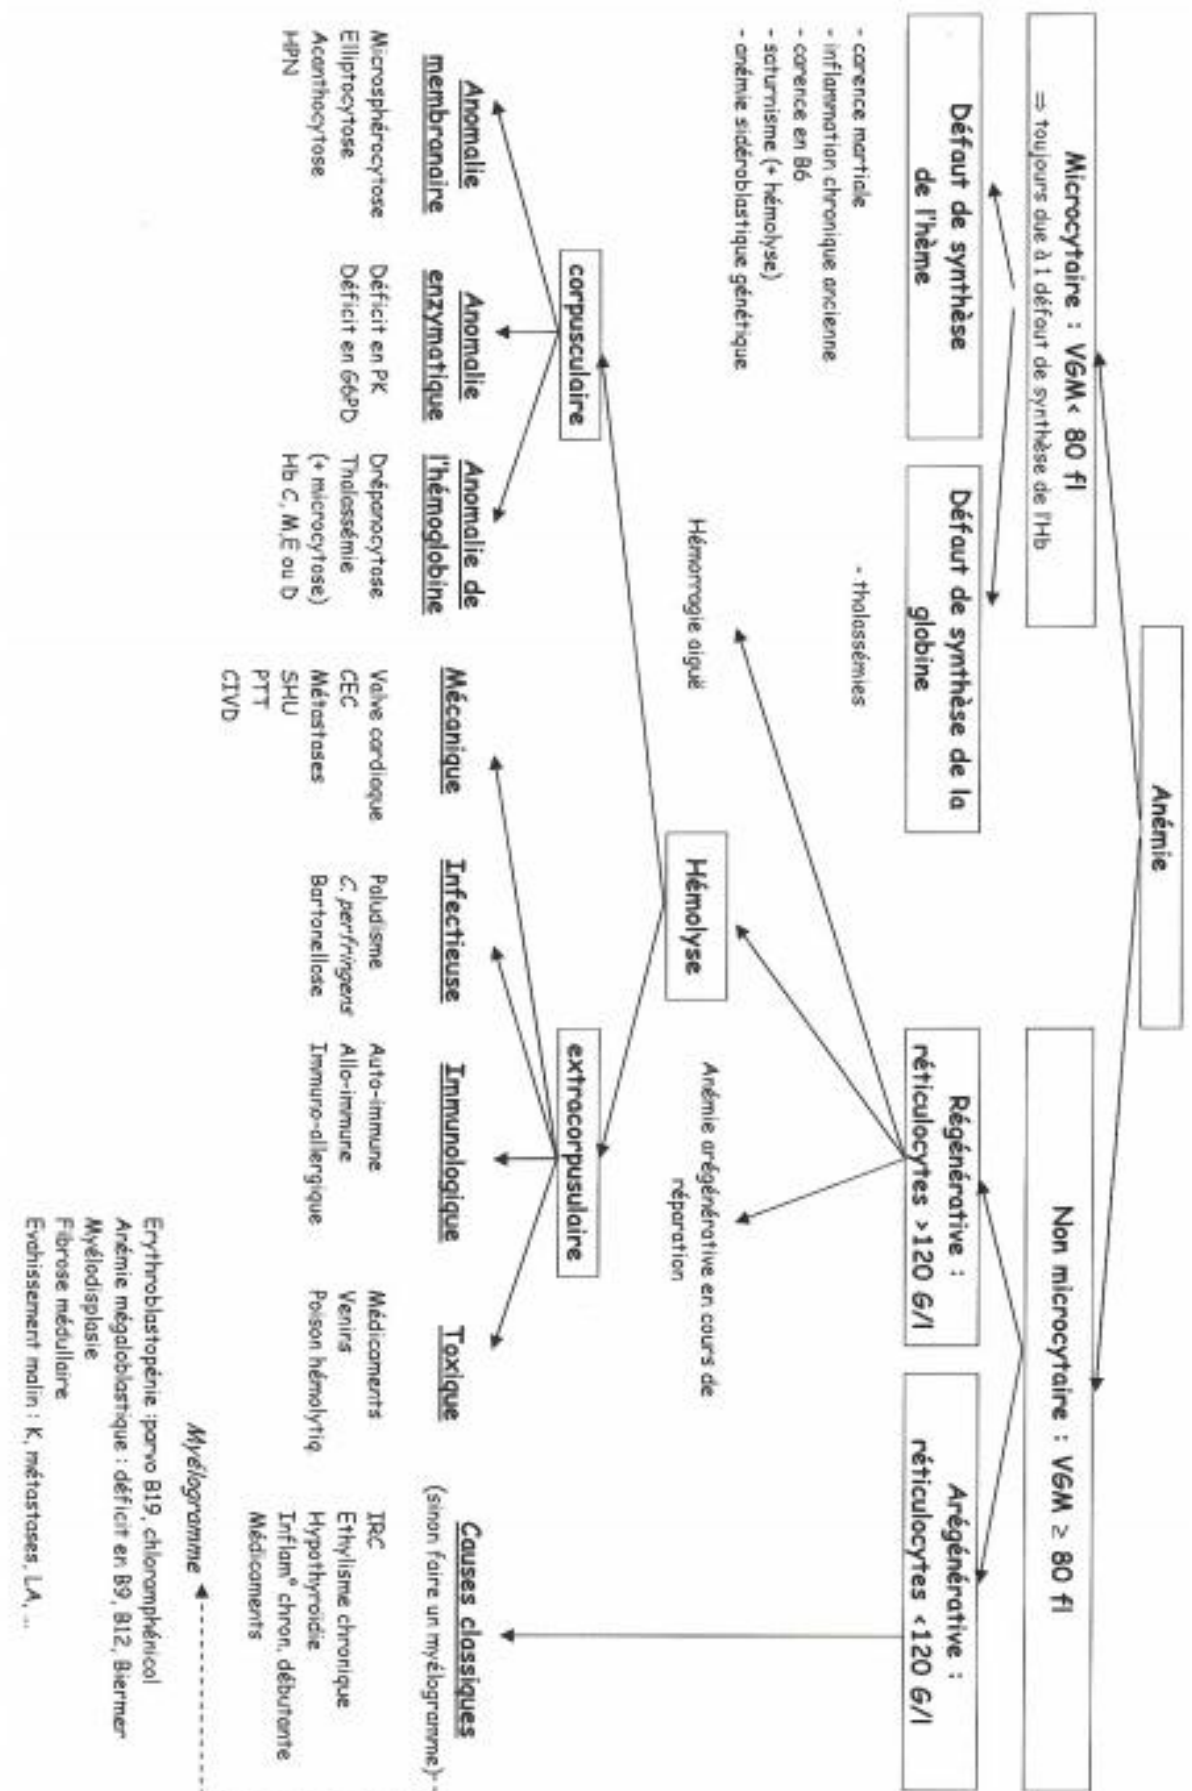 Anémie
Microcytaire : VGM< 80 fl
⇒ toujours due à 1 défaut de synthèse de l'Hb
Non microcytaire : VGM ≥ 80 fl
Défaut de synthèse
de l'hème
Défaut de synthèse de la
globine
Régénérative :
réticulocytes >120 G/l
Arégénérative :
réticulocytes <120 G/l
- carence martiale
- inflammation chronique ancienne
- carence en B6
- saturnisme (+ hémolyse)
- anémie sidéroblastique génétique
- thalassémies
Hémorragie aiguë
Hémolyse
Anémie arégénérative en cours de
réparation
corpusculaire
extracorpusulaire
Anomalie
membranaire
Microsphérocytose
Elliptocytose
Acanthocytose
HPN
Anomalie
enzymatique
Déficit en PK
Déficit en G6PD
Anomalie de
l'hémoglobine
Drépanocytose
Thalassémie
(+ microcytose)
Hb C, M,E ou D
Mécanique
Valve cardiaque
CEC
Métastases
SHU
PTT
CIVD
Infectieuse
Paludisme
C. perfringens
Bartonellose
Immunologique
Auto-immune
Allo-immune
Immuno-allergique
Toxique
Médicaments
Venins
Poison hémolytiq
Causes classiques
(sinon faire un myélogramme)
IRC
Ethylisme chronique
Hypothyroïdie
Inflam° chron. débutante
Médicaments
Myélogramme
Erythroblastopénie :parvo B19, chloramphénicol
Anémie mégaloblastique : déficit en B9, B12, Biermer
Myélodisplasie
Fibrose médullaire
Evahissement malin : K, métastases, LA, ...